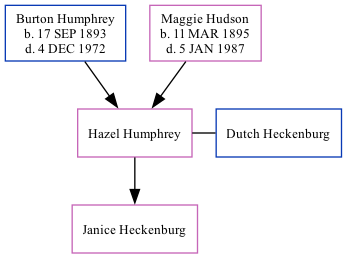 Burton Humphrey
b. 17 SEP 1893
d. 4 DEC 1972
Maggie Hudson
b. 11 MAR 1895
d. 5 JAN 1987
Hazel Humphrey
Dutch Heckenburg
Janice Heckenburg